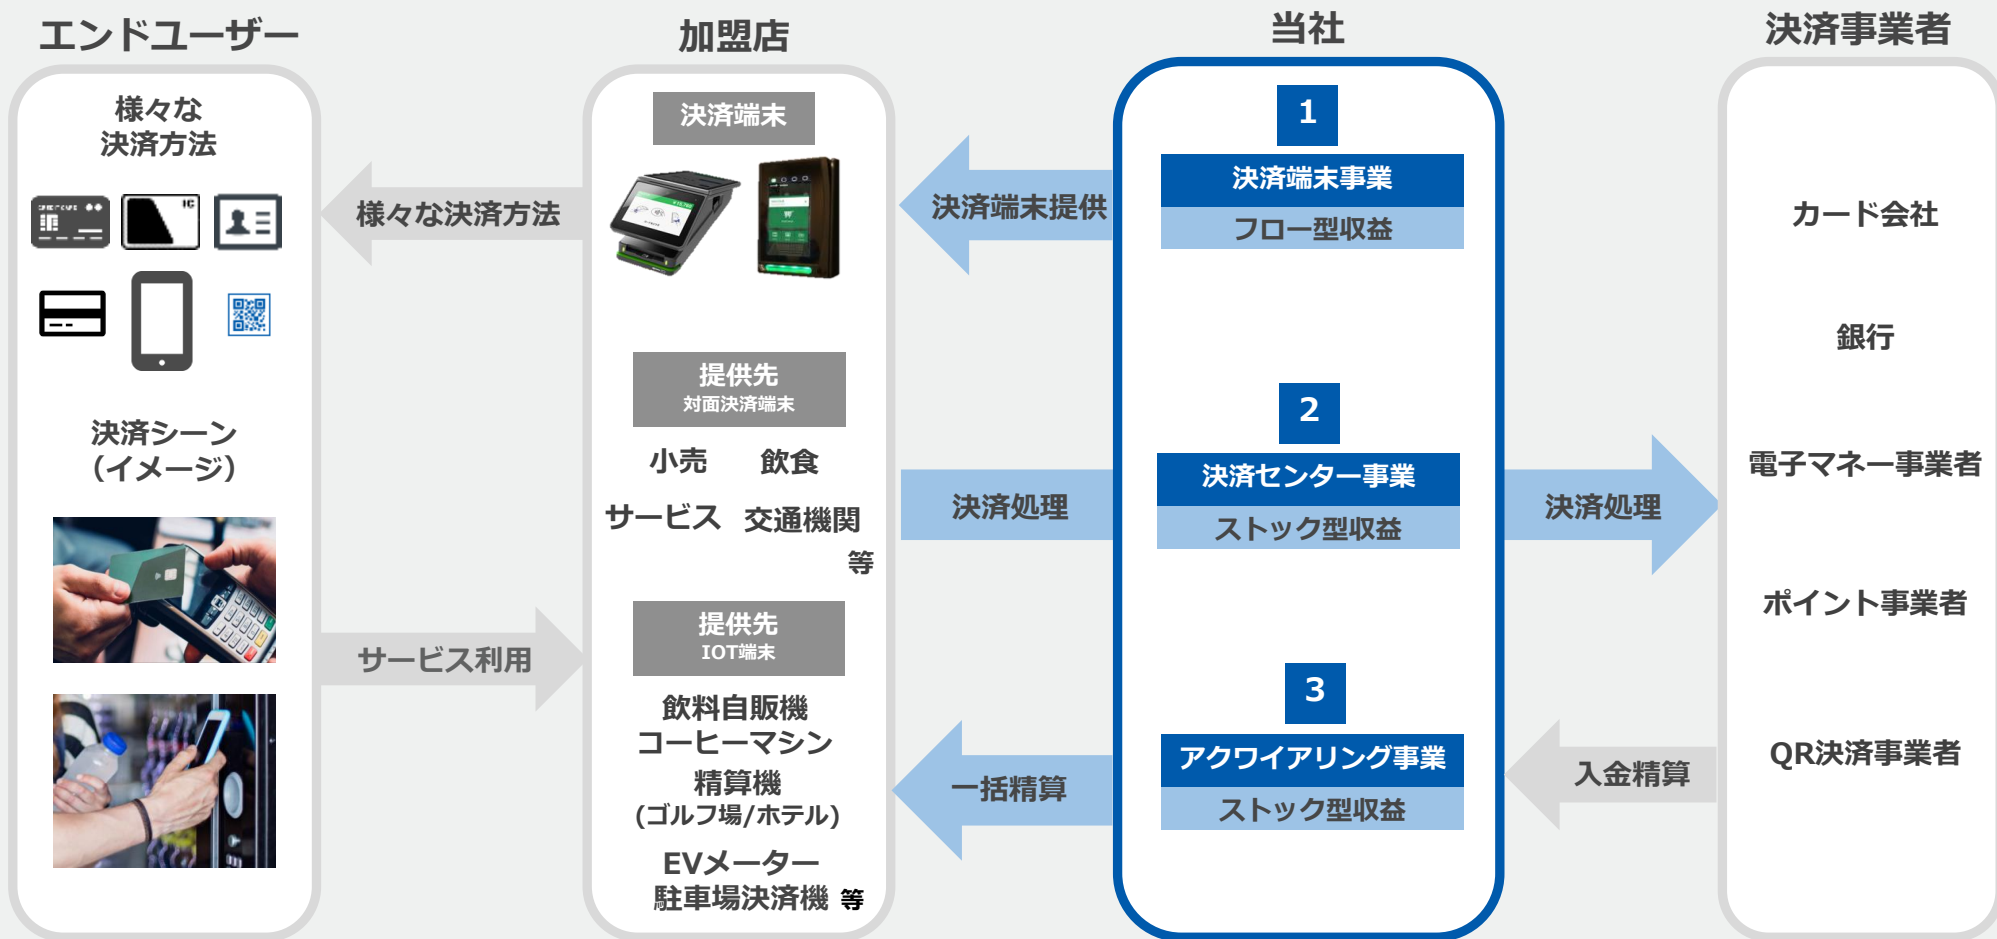 エンドユーザー
様々な
決済方法
CREDIT CARD
IC
決済シーン
（イメージ）
様々な決済方法
サービス利用
加盟店
決済端末
提供先
対面決済端末
小売 飲食
サービス 交通機関
等
提供先
IOT端末
飲料自販機
コーヒーマシン
精算機
(ゴルフ場/ホテル)
EVメーター
駐車場決済機 等
決済端末提供
決済処理
一括精算
当社
1
決済端末事業
フロー型収益
2
決済センター事業
ストック型収益
3
アクワイアリング事業
ストック型収益
決済処理
入金精算
決済事業者
カード会社
銀行
電子マネー事業者
ポイント事業者
QR決済事業者